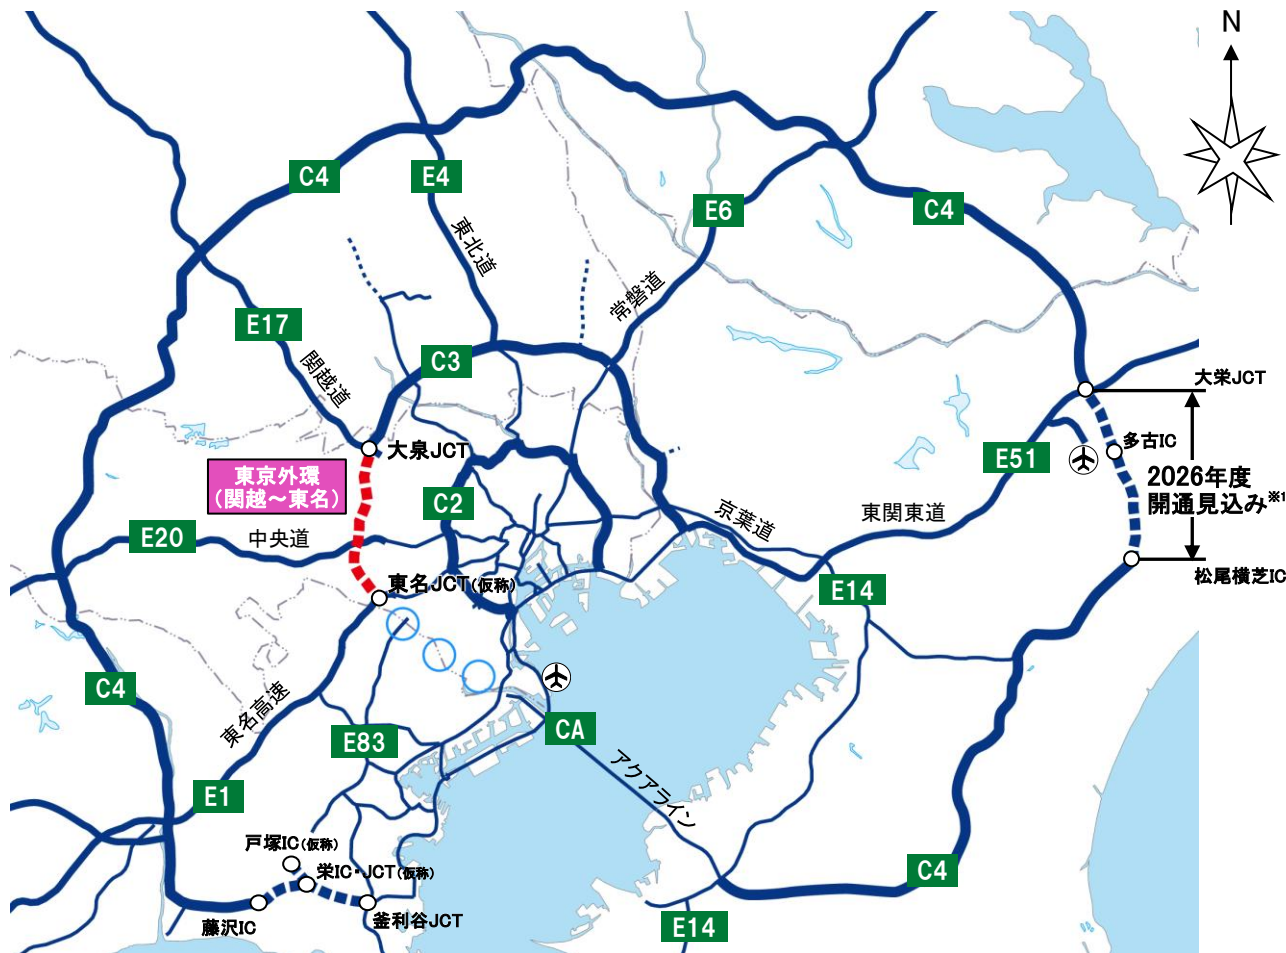 N
C4
E4
E6
C4
東北道
常磐道
E17
関越道
C3
大栄JCT
大泉JCT
多古IC
東京外環
(関越~東名)
E51
2026年度
開通見込み※1
C2
京葉道
東関東道
E20
中央道
東名JCT(仮称)
E14
松尾横芝IC
C4
東名高速
E83
CA
アクアライン
E1
戸塚IC(仮称)
栄IC・JCT(仮称)
C4
藤沢IC
釜利谷JCT
E14